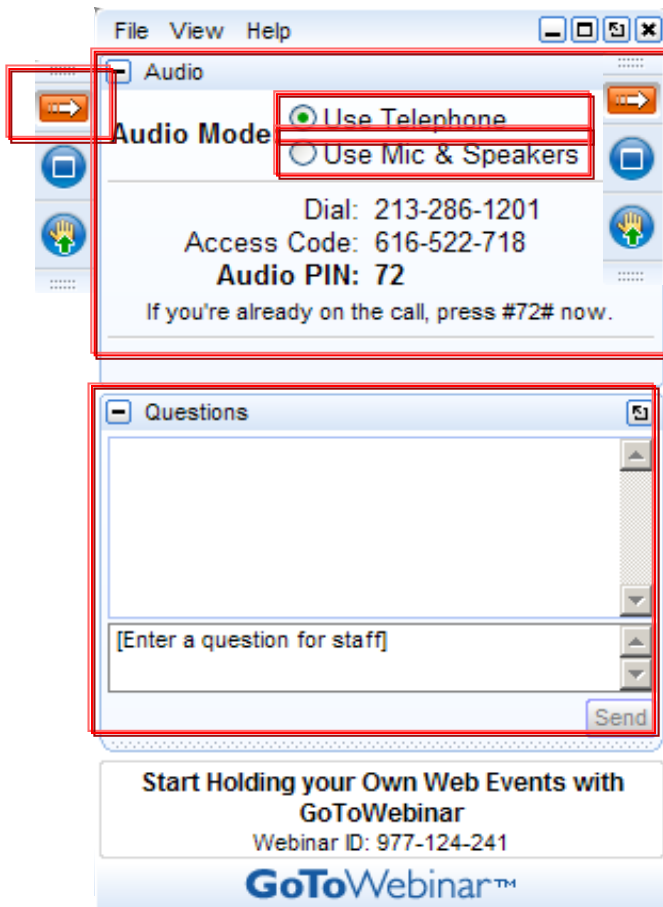 File View Help
Audio
Audio Mode:
Use Telephone
Use Mic & Speakers
Dial: 213-286-1201
Access Code: 616-522-718
Audio PIN: 72
If you're already on the call, press #72# now.
Questions
[Enter a question for staff]
Send
Start Holding your Own Web Events with
GoToWebinar
Webinar ID: 977-124-241
GoToWebinar™